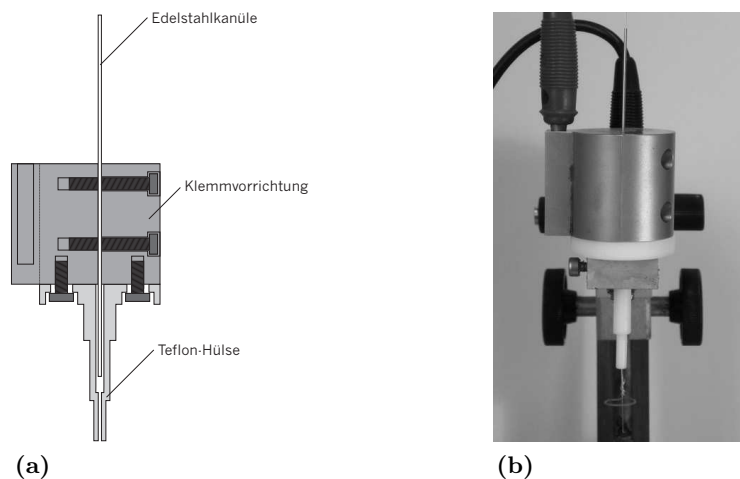 Edelstahlkanüle
Klemmvorrichtung
Teflon-Hülse
(a)
(b)